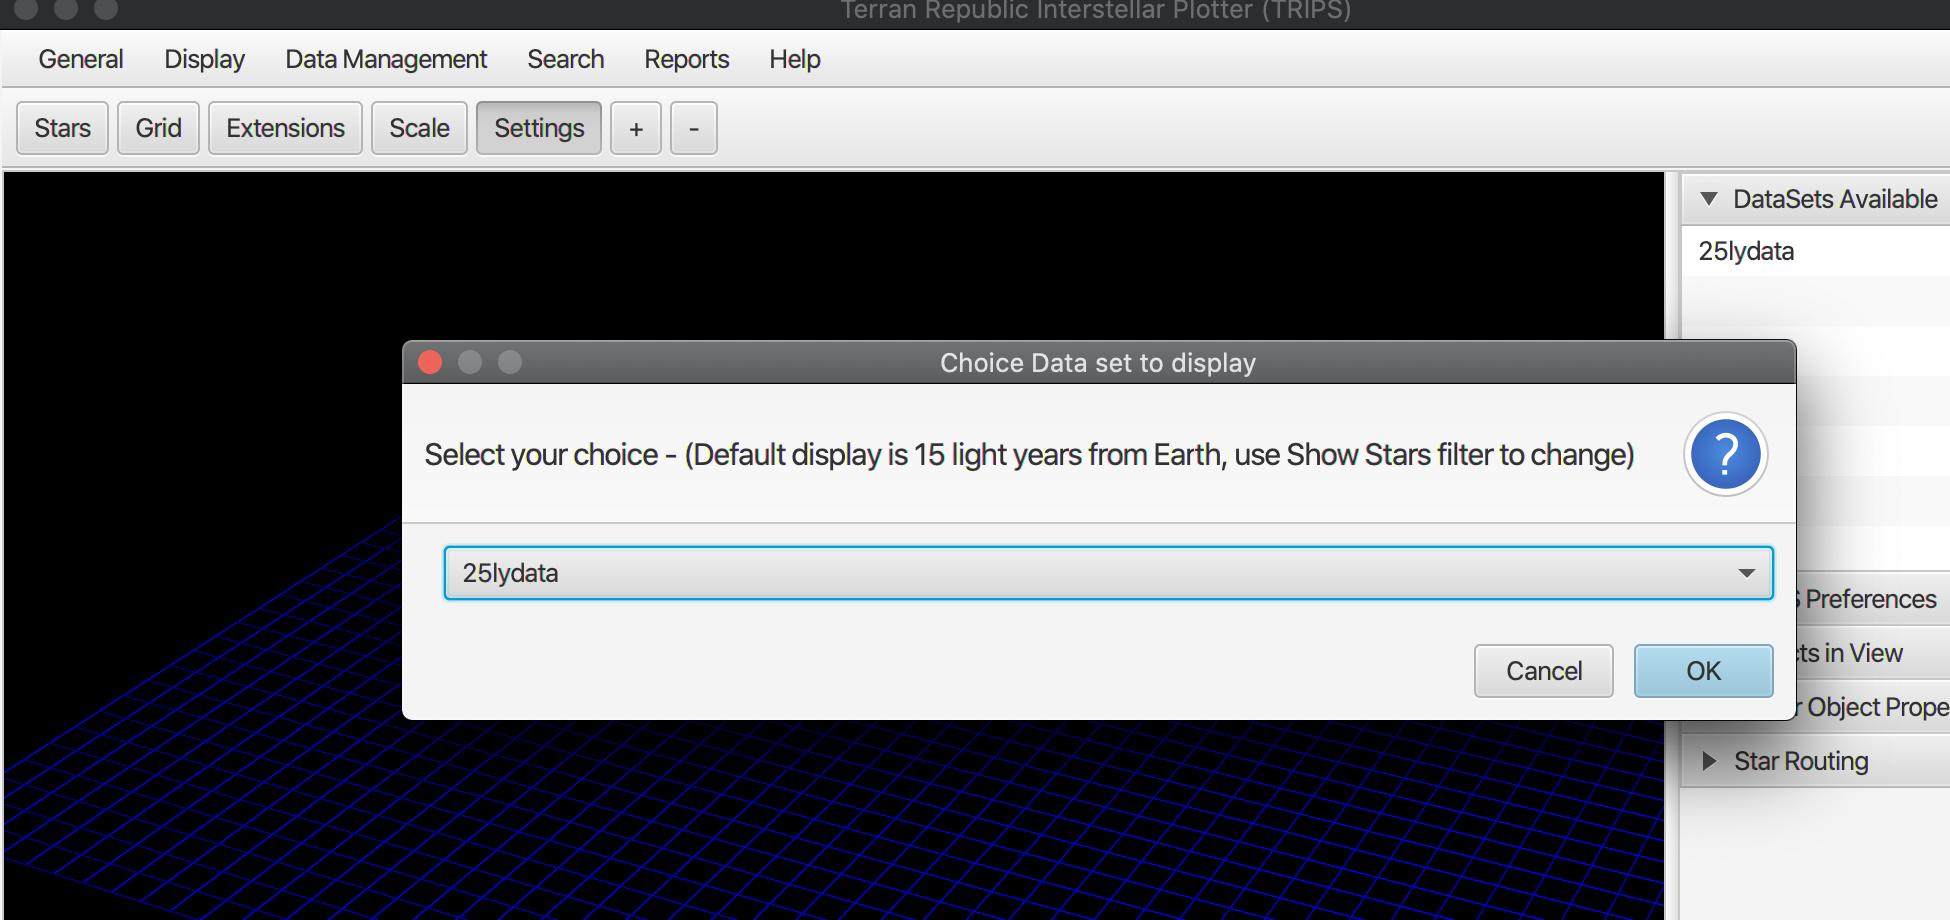 Terran Republic Interstellar Plotter (TRIPS)
General Display Data Management Search Reports Help
Stars Grid Extensions Scale Settings + -
DataSets Available
25lydata
Choice Data set to display
Select your choice - (Default display is 15 light years from Earth, use Show Stars filter to change)
?
25lydata
Cancel OK
Preferences
in View
Object
Star Routing